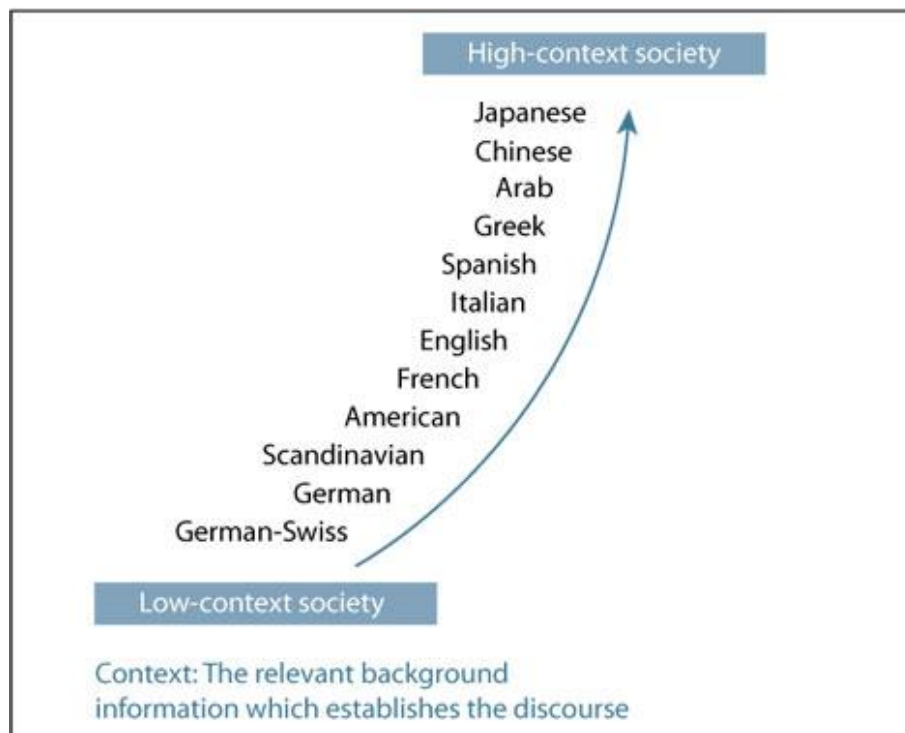 High-context society
Japanese
Chinese
Arab
Greek
Spanish
Italian
English
French
American
Scandinavian
German
German-Swiss
Low-context society
Context: The relevant background
information which establishes the discourse